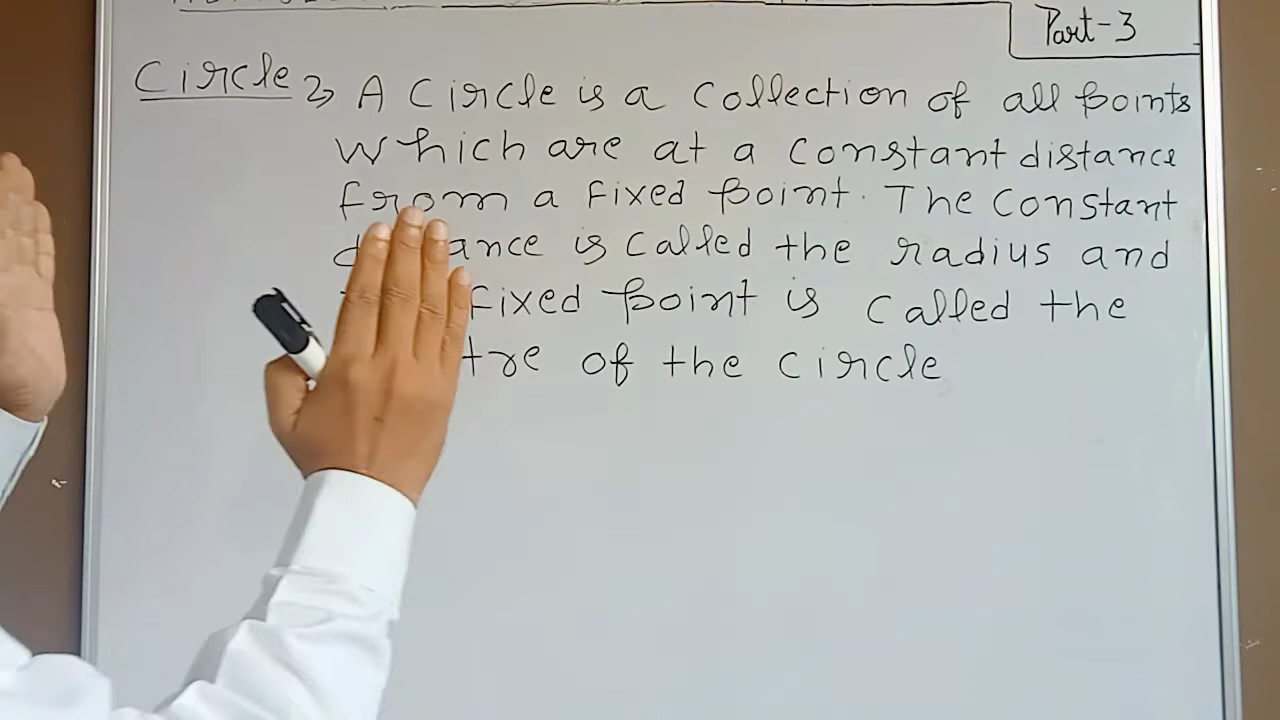 Part-3
Circle → A Circle is a Collection of all points
Which are at a Constant distance
from a fixed point. The Constant
is called the radius and
fixed point is called the
of the circle